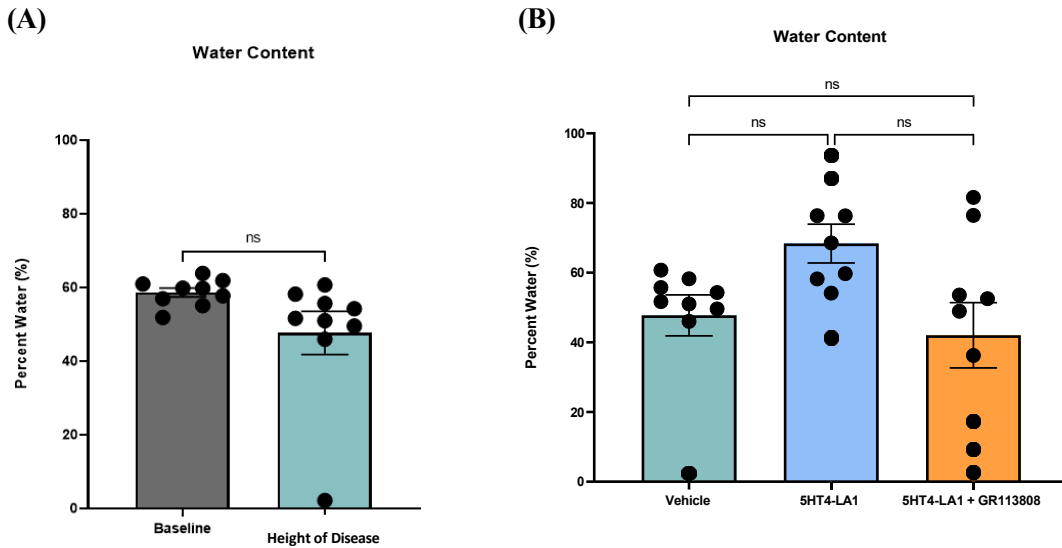 (A)
Water Content
Percent Water (%)
100
80
60
40
20
0
ns
Baseline
Height of Disease
(B)
Water Content
Percent Water (%)
100
80
60
40
20
0
ns
ns
ns
Vehicle
5HT4-LA1
5HT4-LA1 + GR113808